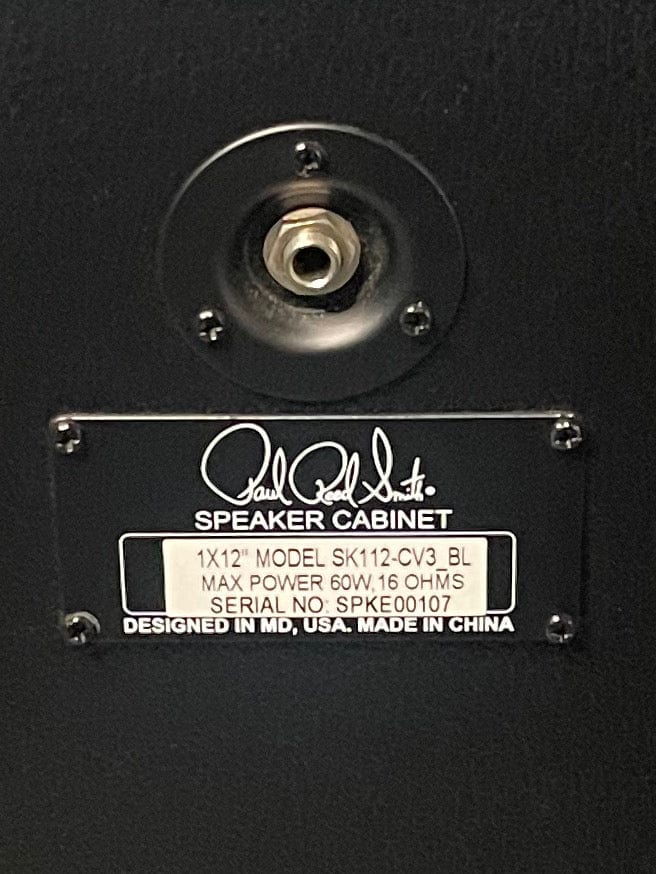 Paul Reed Smith®
SPEAKER CABINET
1X12" MODEL SK112-CV3_BL
MAX POWER 60W,16 OHMS
SERIAL NO: SPKE00107
DESIGNED IN MD, USA. MADE IN CHINA